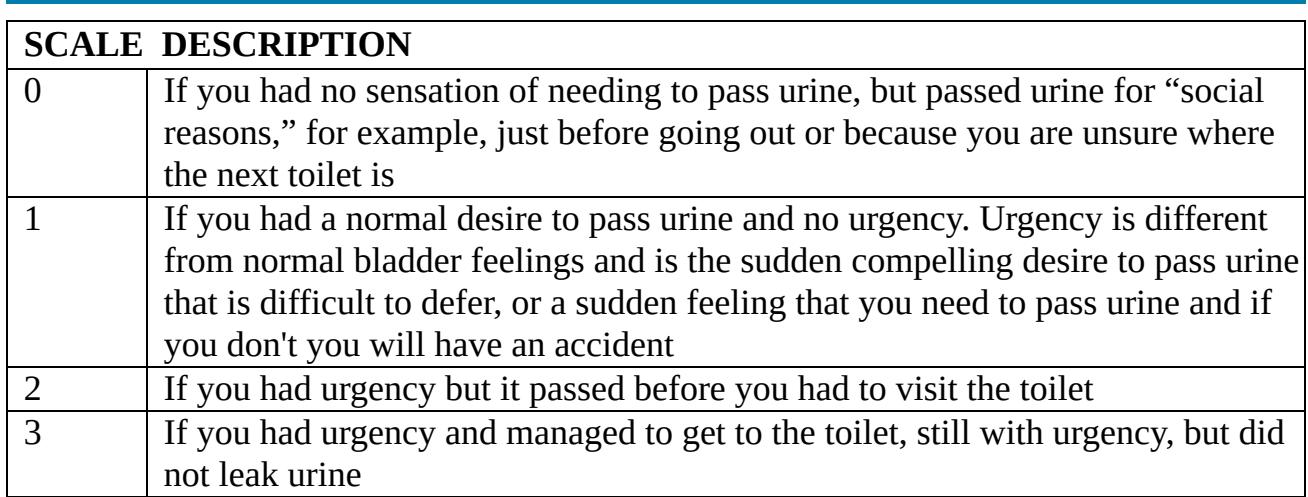 SCALE DESCRIPTION
0 If you had no sensation of needing to pass urine, but passed urine for “social
reasons,” for example, just before going out or because you are unsure where
the next toilet is
1 If you had a normal desire to pass urine and no urgency. Urgency is different
from normal bladder feelings and is the sudden compelling desire to pass urine
that is difficult to defer, or a sudden feeling that you need to pass urine and if
you don't you will have an accident
2 If you had urgency but it passed before you had to visit the toilet
3 If you had urgency and managed to get to the toilet, still with urgency, but did
not leak urine